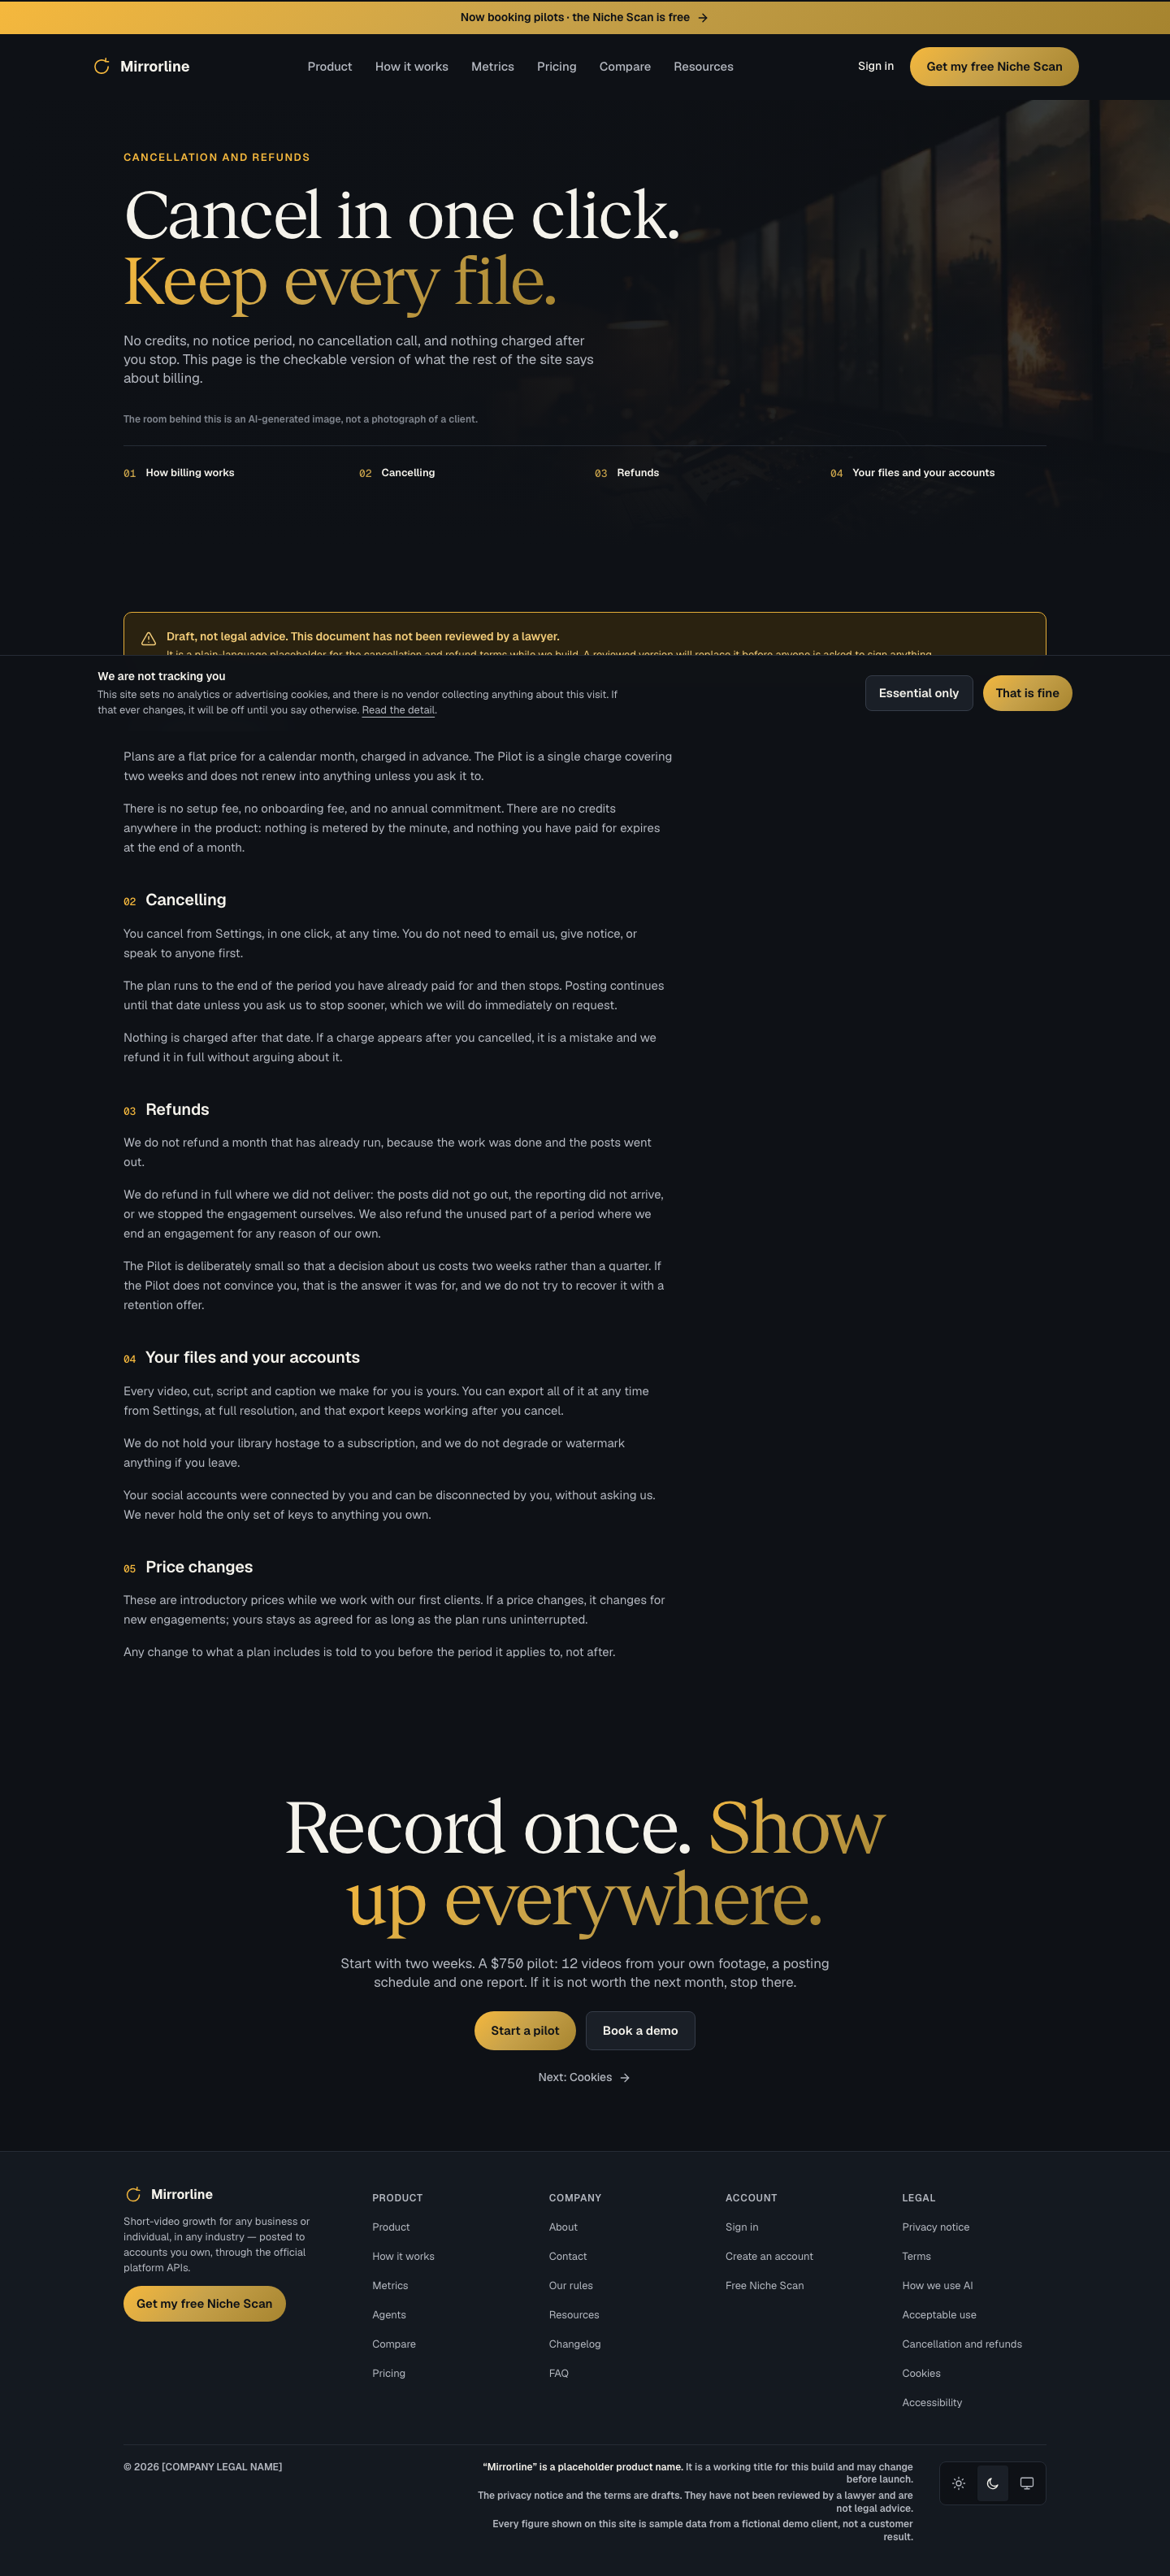 Now booking pilots · the Niche Scan is free →
Mirrorline
Product
How it works
Metrics
Pricing
Compare
Resources
Sign in
Get my free Niche Scan
CANCELLATION AND REFUNDS
Cancel in one click.
Keep every file.
No credits, no notice period, no cancellation call, and nothing charged after
you stop. This page is the checkable version of what the rest of the site says
about billing.
The room behind this is an AI-generated image, not a photograph of a client.
01 How billing works
02 Cancelling
03 Refunds
04 Your files and your accounts
Draft, not legal advice. This document has not been reviewed by a lawyer.
It is a plain-language placeholder for the cancellation and refund terms while we build. A reviewed version will replace it before anyone is asked to sign anything.
We are not tracking you
This site sets no analytics or advertising cookies, and there is no vendor collecting anything about this visit. If
that ever changes, it will be off until you say otherwise. Read the detail.
Essential only
That is fine
Plans are a flat price for a calendar month, charged in advance. The Pilot is a single charge covering
two weeks and does not renew into anything unless you ask it to.
There is no setup fee, no onboarding fee, and no annual commitment. There are no credits
anywhere in the product: nothing is metered by the minute, and nothing you have paid for expires
at the end of a month.
02 Cancelling
You cancel from Settings, in one click, at any time. You do not need to email us, give notice, or
speak to anyone first.
The plan runs to the end of the period you have already paid for and then stops. Posting continues
until that date unless you ask us to stop sooner, which we will do immediately on request.
Nothing is charged after that date. If a charge appears after you cancelled, it is a mistake and we
refund it in full without arguing about it.
03 Refunds
We do not refund a month that has already run, because the work was done and the posts went
out.
We do refund in full where we did not deliver: the posts did not go out, the reporting did not arrive,
or we stopped the engagement ourselves. We also refund the unused part of a period where we
end an engagement for any reason of our own.
The Pilot is deliberately small so that a decision about us costs two weeks rather than a quarter. If
the Pilot does not convince you, that is the answer it was for, and we do not try to recover it with a
retention offer.
04 Your files and your accounts
Every video, cut, script and caption we make for you is yours. You can export all of it at any time
from Settings, at full resolution, and that export keeps working after you cancel.
We do not hold your library hostage to a subscription, and we do not degrade or watermark
anything if you leave.
Your social accounts were connected by you and can be disconnected by you, without asking us.
We never hold the only set of keys to anything you own.
05 Price changes
These are introductory prices while we work with our first clients. If a price changes, it changes for
new engagements; yours stays as agreed for as long as the plan runs uninterrupted.
Any change to what a plan includes is told to you before the period it applies to, not after.
Record once. Show
up everywhere.
Start with two weeks. A $750 pilot: 12 videos from your own footage, a posting
schedule and one report. If it is not worth the next month, stop there.
Start a pilot
Book a demo
Next: Cookies →
Mirrorline
Short-video growth for any business or
individual, in any industry — posted to
accounts you own, through the official
platform APIs.
Get my free Niche Scan
PRODUCT
Product
How it works
Metrics
Agents
Compare
Pricing
COMPANY
About
Contact
Our rules
Resources
Changelog
FAQ
ACCOUNT
Sign in
Create an account
Free Niche Scan
LEGAL
Privacy notice
Terms
How we use AI
Acceptable use
Cancellation and refunds
Cookies
Accessibility
© 2026 [COMPANY LEGAL NAME]
“Mirrorline” is a placeholder product name. It is a working title for this build and may change
before launch.
The privacy notice and the terms are drafts. They have not been reviewed by a lawyer and are
not legal advice.
Every figure shown on this site is sample data from a fictional demo client, not a customer
result.